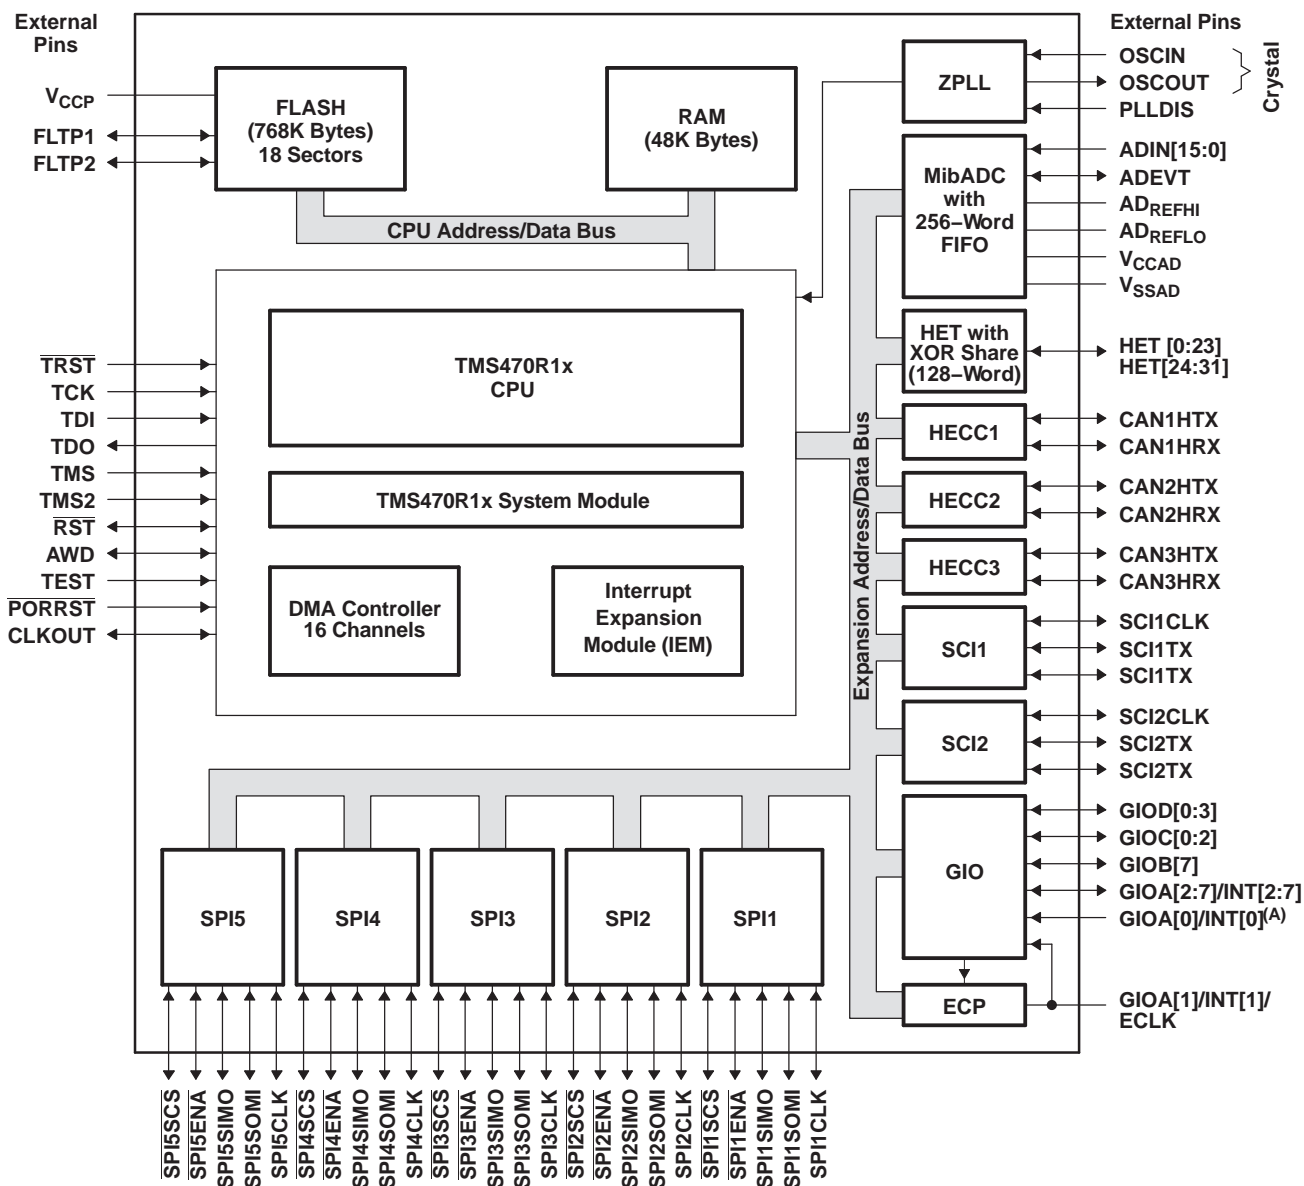 External
Pins
External Pins
V_CCP
FLTP1
FLTP2
FLASH
(768K Bytes)
18 Sectors
RAM
(48K Bytes)
CPU Address/Data Bus
ZPLL
OSCIN
OSCOUT
PLLDIS
Crystal
MibADC
with
256–Word
FIFO
ADIN[15:0]
ADEVT
AD_REFHI
AD_REFLO
V_CCAD
V_SSAD
TRST
TCK
TDI
TDO
TMS
TMS2
RST
AWD
TEST
PORRST
CLKOUT
TMS470R1x
CPU
TMS470R1x System Module
DMA Controller
16 Channels
Interrupt
Expansion
Module (IEM)
Expansion Address/Data Bus
HET with
XOR Share
(128–Word)
HET [0:23]
HET[24:31]
HECC1
CAN1HTX
CAN1HRX
HECC2
CAN2HTX
CAN2HRX
HECC3
CAN3HTX
CAN3HRX
SCI1
SCI1CLK
SCI1TX
SCI1TX
SCI2
SCI2CLK
SCI2TX
SCI2TX
GIO
GIOD[0:3]
GIOC[0:2]
GIOB[7]
GIOA[2:7]/INT[2:7]
GIOA[0]/INT[0](A)
ECP
GIOA[1]/INT[1]/
ECLK
SPI5
SPI4
SPI3
SPI2
SPI1
SPI5SCS
SPI5ENA
SPI5SIMO
SPI5SOMI
SPI5CLK
SPI4SCS
SPI4ENA
SPI4SIMO
SPI4SOMI
SPI4CLK
SPI3SCS
SPI3ENA
SPI3SIMO
SPI3SOMI
SPI3CLK
SPI2SCS
SPI2ENA
SPI2SIMO
SPI2SOMI
SPI2CLK
SPI1SCS
SPI1ENA
SPI1SIMO
SPI1SOMI
SPI1CLK